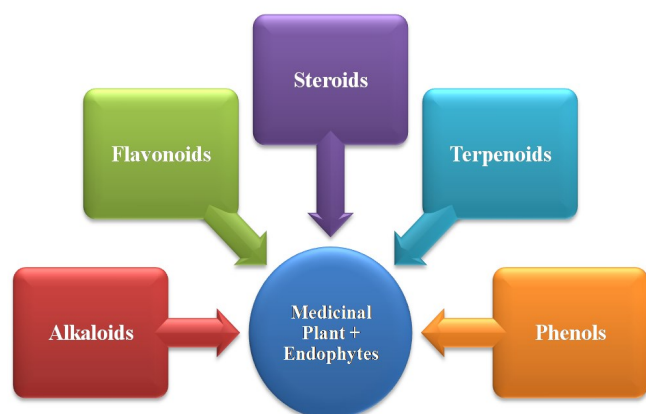 Steroids
Flavonoids
Terpenoids
Alkaloids
Medicinal
Plant +
Endophytes
Phenols